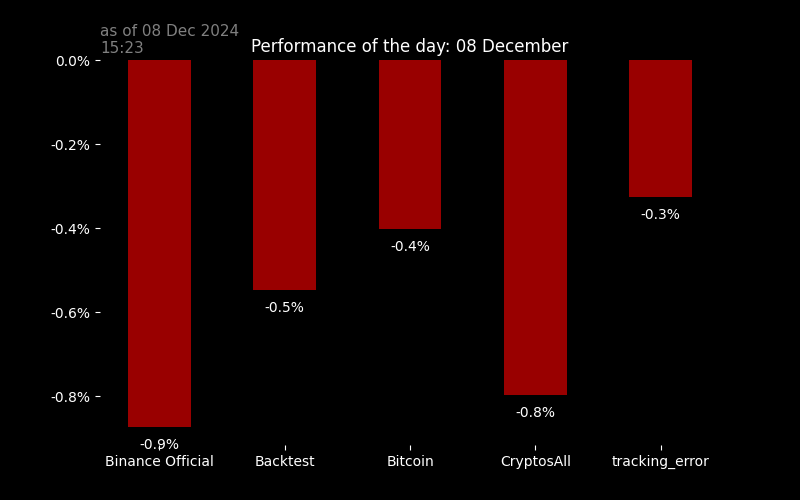 as of 08 Dec 2024
15:23
Performance of the day: 08 December
0.0%
-0.2%
-0.4%
-0.6%
-0.8%
-0.9%
-0.5%
-0.4%
-0.8%
-0.3%
Binance Official
Backtest
Bitcoin
CryptosAll
tracking_error